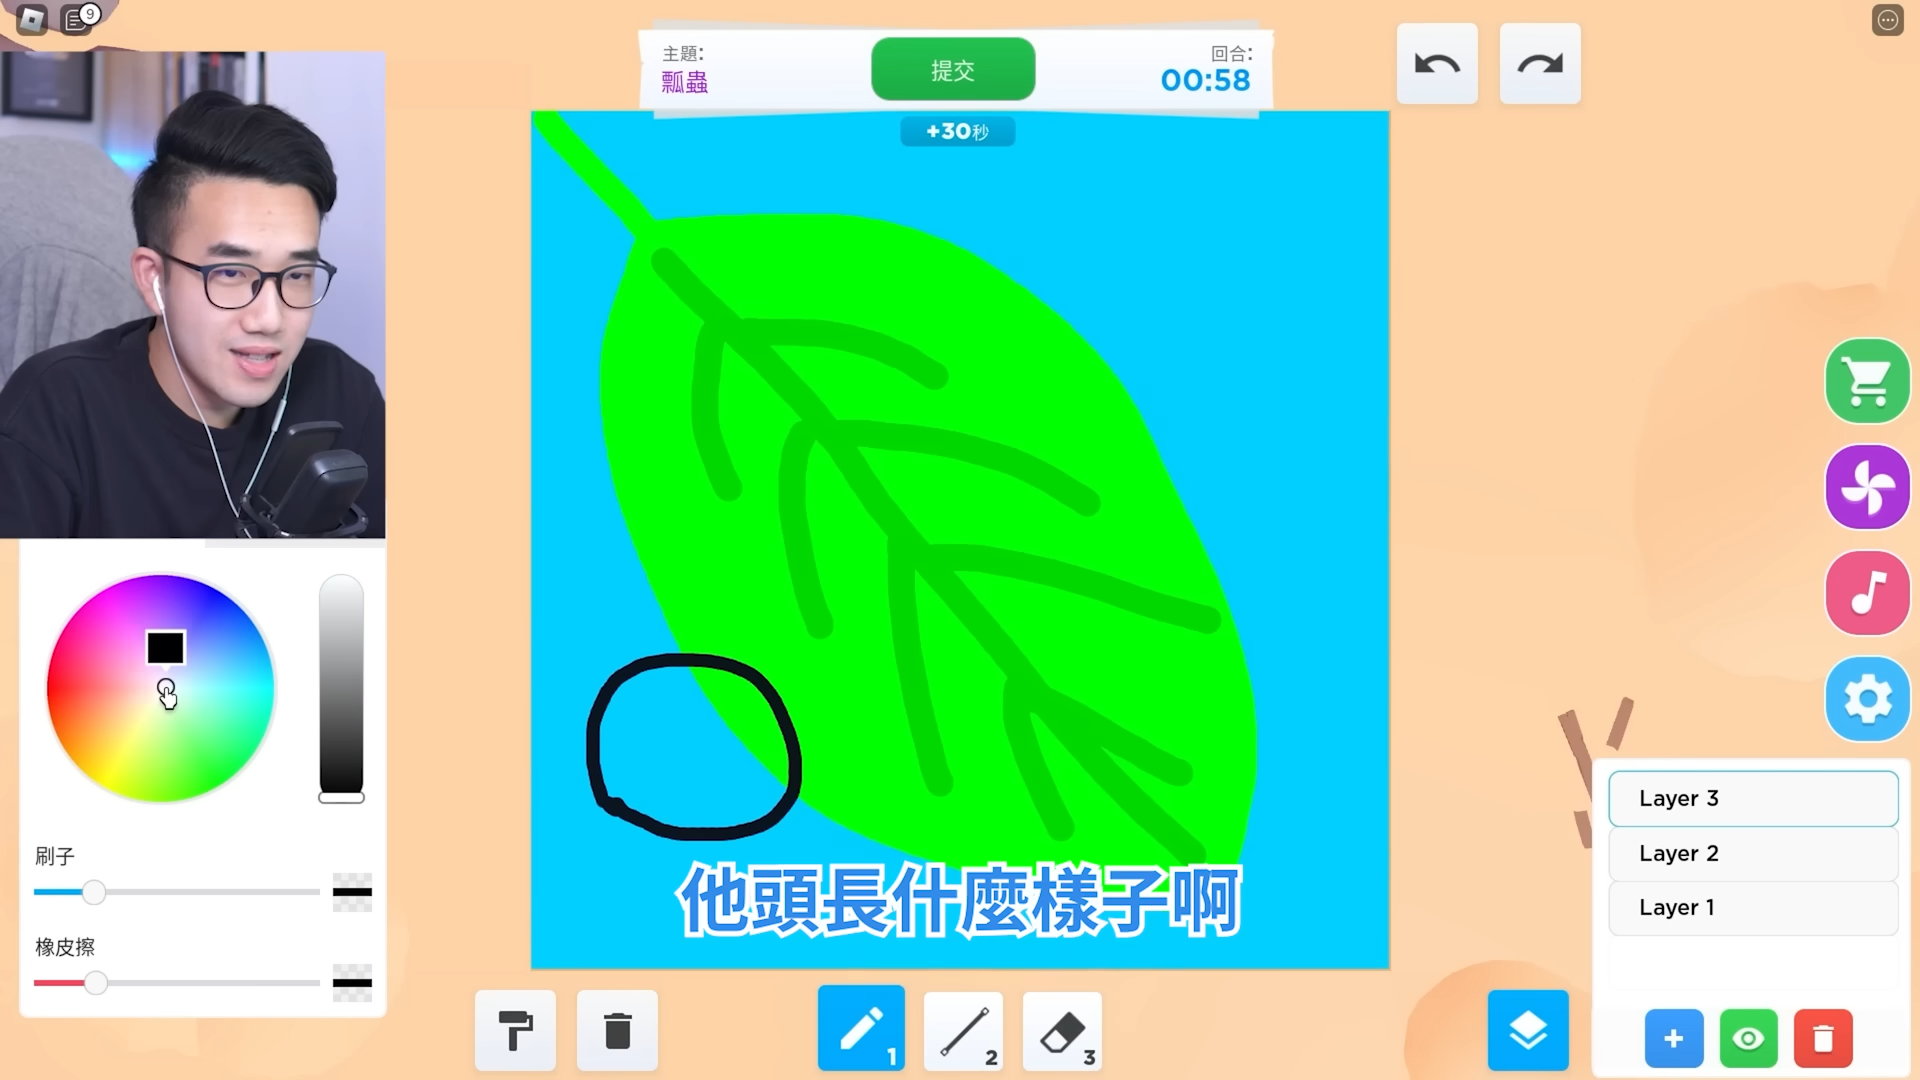 9
主題:
瓢蟲
提交
回合:
00:58
+30秒
刷子
橡皮擦
他頭長什麼樣子啊
1
2
3
Layer 3
Layer 2
Layer 1